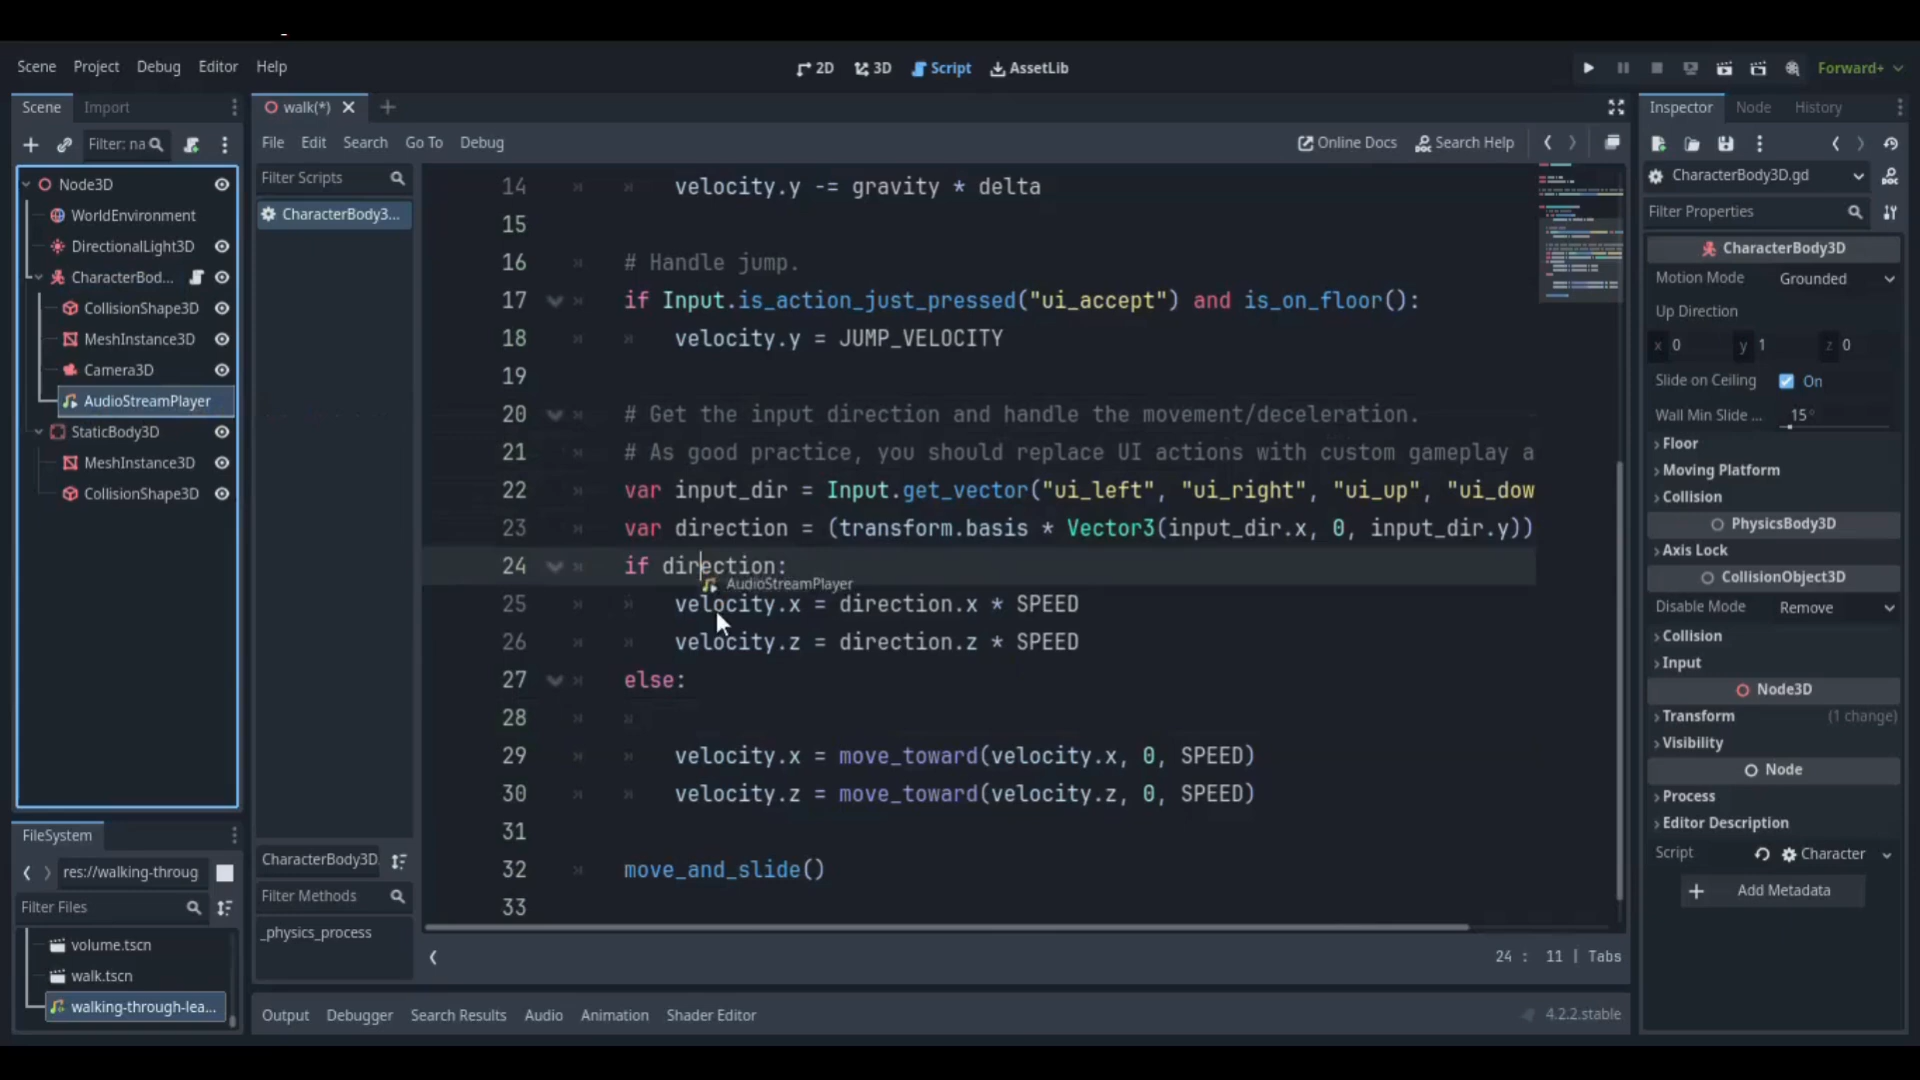 Scene Project Debug Editor Help
2D 3D Script AssetLib
Forward+
Scene Import
Filter: na
Node3D
WorldEnvironment
DirectionalLight3D
CharacterBod...
CollisionShape3D
MeshInstance3D
Camera3D
AudioStreamPlayer
StaticBody3D
MeshInstance3D
CollisionShape3D
FileSystem
res://walking-throug
Filter Files
volume.tscn
walk.tscn
walking-through-lea...
walk(*)
File Edit Search Go To Debug
Online Docs Search Help
Filter Scripts
CharacterBody3...
CharacterBody3D
Filter Methods
_physics_process
14 velocity.y -= gravity * delta
15
16 # Handle jump.
17 if Input.is_action_just_pressed("ui_accept") and is_on_floor():
18 velocity.y = JUMP_VELOCITY
19
20 # Get the input direction and handle the movement/deceleration.
21 # As good practice, you should replace UI actions with custom gameplay a
22 var input_dir = Input.get_vector("ui_left", "ui_right", "ui_up", "ui_dow
23 var direction = (transform.basis * Vector3(input_dir.x, 0, input_dir.y))
24 if direction:
AudioStreamPlayer
25 velocity.x = direction.x * SPEED
26 velocity.z = direction.z * SPEED
27 else:
28
29 velocity.x = move_toward(velocity.x, 0, SPEED)
30 velocity.z = move_toward(velocity.z, 0, SPEED)
31
32 move_and_slide()
33
24 : 11 | Tabs
Output Debugger Search Results Audio Animation Shader Editor
4.2.2.stable
Inspector Node History
CharacterBody3D.gd
Filter Properties
CharacterBody3D
Motion Mode Grounded
Up Direction
x 0 y 1 z 0
Slide on Ceiling On
Wall Min Slide ... 15°
Floor
Moving Platform
Collision
PhysicsBody3D
Axis Lock
CollisionObject3D
Disable Mode Remove
Collision
Input
Node3D
Transform (1 change)
Visibility
Node
Process
Editor Description
Script Character
Add Metadata